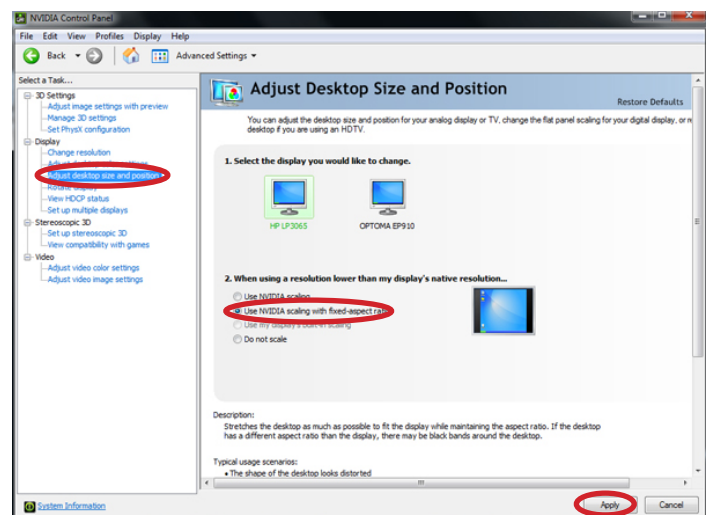 NVIDIA Control Panel
File Edit View Profiles Display Help
Back Advanced Settings
Select a Task...
3D Settings
Adjust image settings with preview
Manage 3D settings
Set PhysX configuration
Display
Change resolution
Adjust desktop size and position
View HDCP status
Set up multiple displays
Stereoscopic 3D
Set up stereoscopic 3D
View compatibility with games
Video
Adjust video color settings
Adjust video image settings
Adjust Desktop Size and Position
Restore Defaults
You can adjust the desktop size and position for your analog display or TV, change the flat panel scaling for your digital display, or
desktop if you are using an HDTV.
1. Select the display you would like to change.
HP LP3065 OPTOMA EP910
2. When using a resolution lower than my display's native resolution...
Use NVIDIA scaling
Use NVIDIA scaling with fixed-aspect
Use my display's built-in scaling
Do not scale
Description:
Stretches the desktop as much as possible to fit the display while maintaining the aspect ratio. If the desktop
has a different aspect ratio than the display, there may be black bands around the desktop.
Typical usage scenarios:
• The shape of the desktop looks distorted
System Information
Apply Cancel